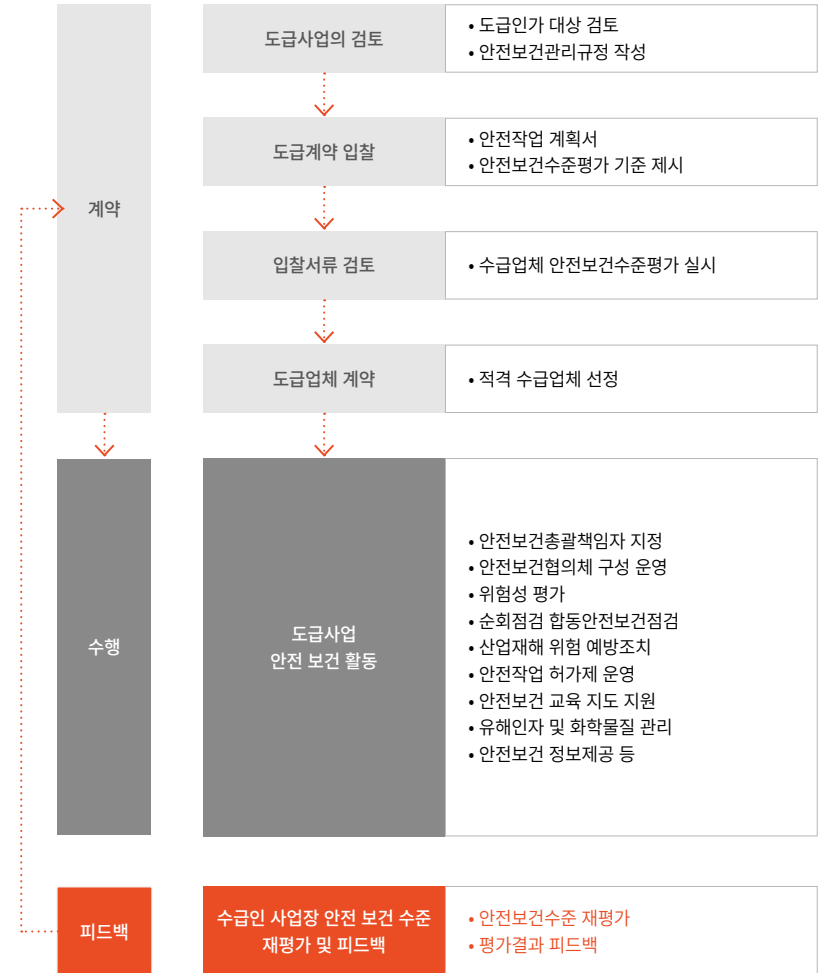 계약
도급사업의 검토
• 도급인가 대상 검토
• 안전보건관리규정 작성
도급계약 입찰
• 안전작업 계획서
• 안전보건수준평가 기준 제시
입찰서류 검토
• 수급업체 안전보건수준평가 실시
도급업체 계약
• 적격 수급업체 선정
수행
도급사업
안전 보건 활동
• 안전보건총괄책임자 지정
• 안전보건협의체 구성 운영
• 위험성 평가
• 순회점검 합동안전보건점검
• 산업재해 위험 예방조치
• 안전작업 허가제 운영
• 안전보건 교육 지도 지원
• 유해인자 및 화학물질 관리
• 안전보건 정보제공 등
피드백
수급인 사업장 안전 보건 수준
재평가 및 피드백
• 안전보건수준 재평가
• 평가결과 피드백